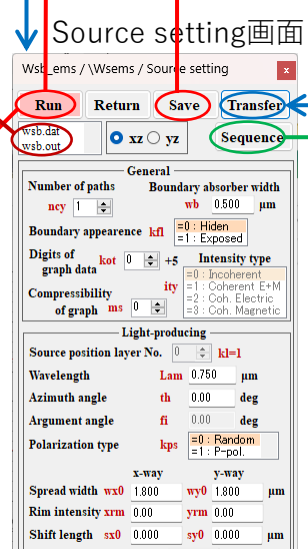 Source setting画面
Wsb_ems / \Wsems / Source setting x
Run Return Save Transfer
wsb.dat
wsb.out
xz yz Sequence
General
Number of paths Boundary absorber width
ncy 1 wb 0.500 μm
Boundary appearence kfl =0 : Hiden
=1 : Exposed
Digits of graph data kot 0 +5 Intensity type
ity =0 : Incoherent
=1 : Coherent E+M
=2 : Coh. Electric
=3 : Coh. Magnetic
Compressibility of graph ms 0
Light-producing
Source position layer No. 0 kl=1
Wavelength Lam 0.750 μm
Azimuth angle th 0.00 deg
Argument angle fi 0.00 deg
Polarization type kps =0 : Random
=1 : P-pol.
x-way y-way
Spread width wx0 1.800 wy0 1.800 μm
Rim intensity xrm 0.00 yrm 0.00
Shift length sx0 0.000 sy0 0.000 μm